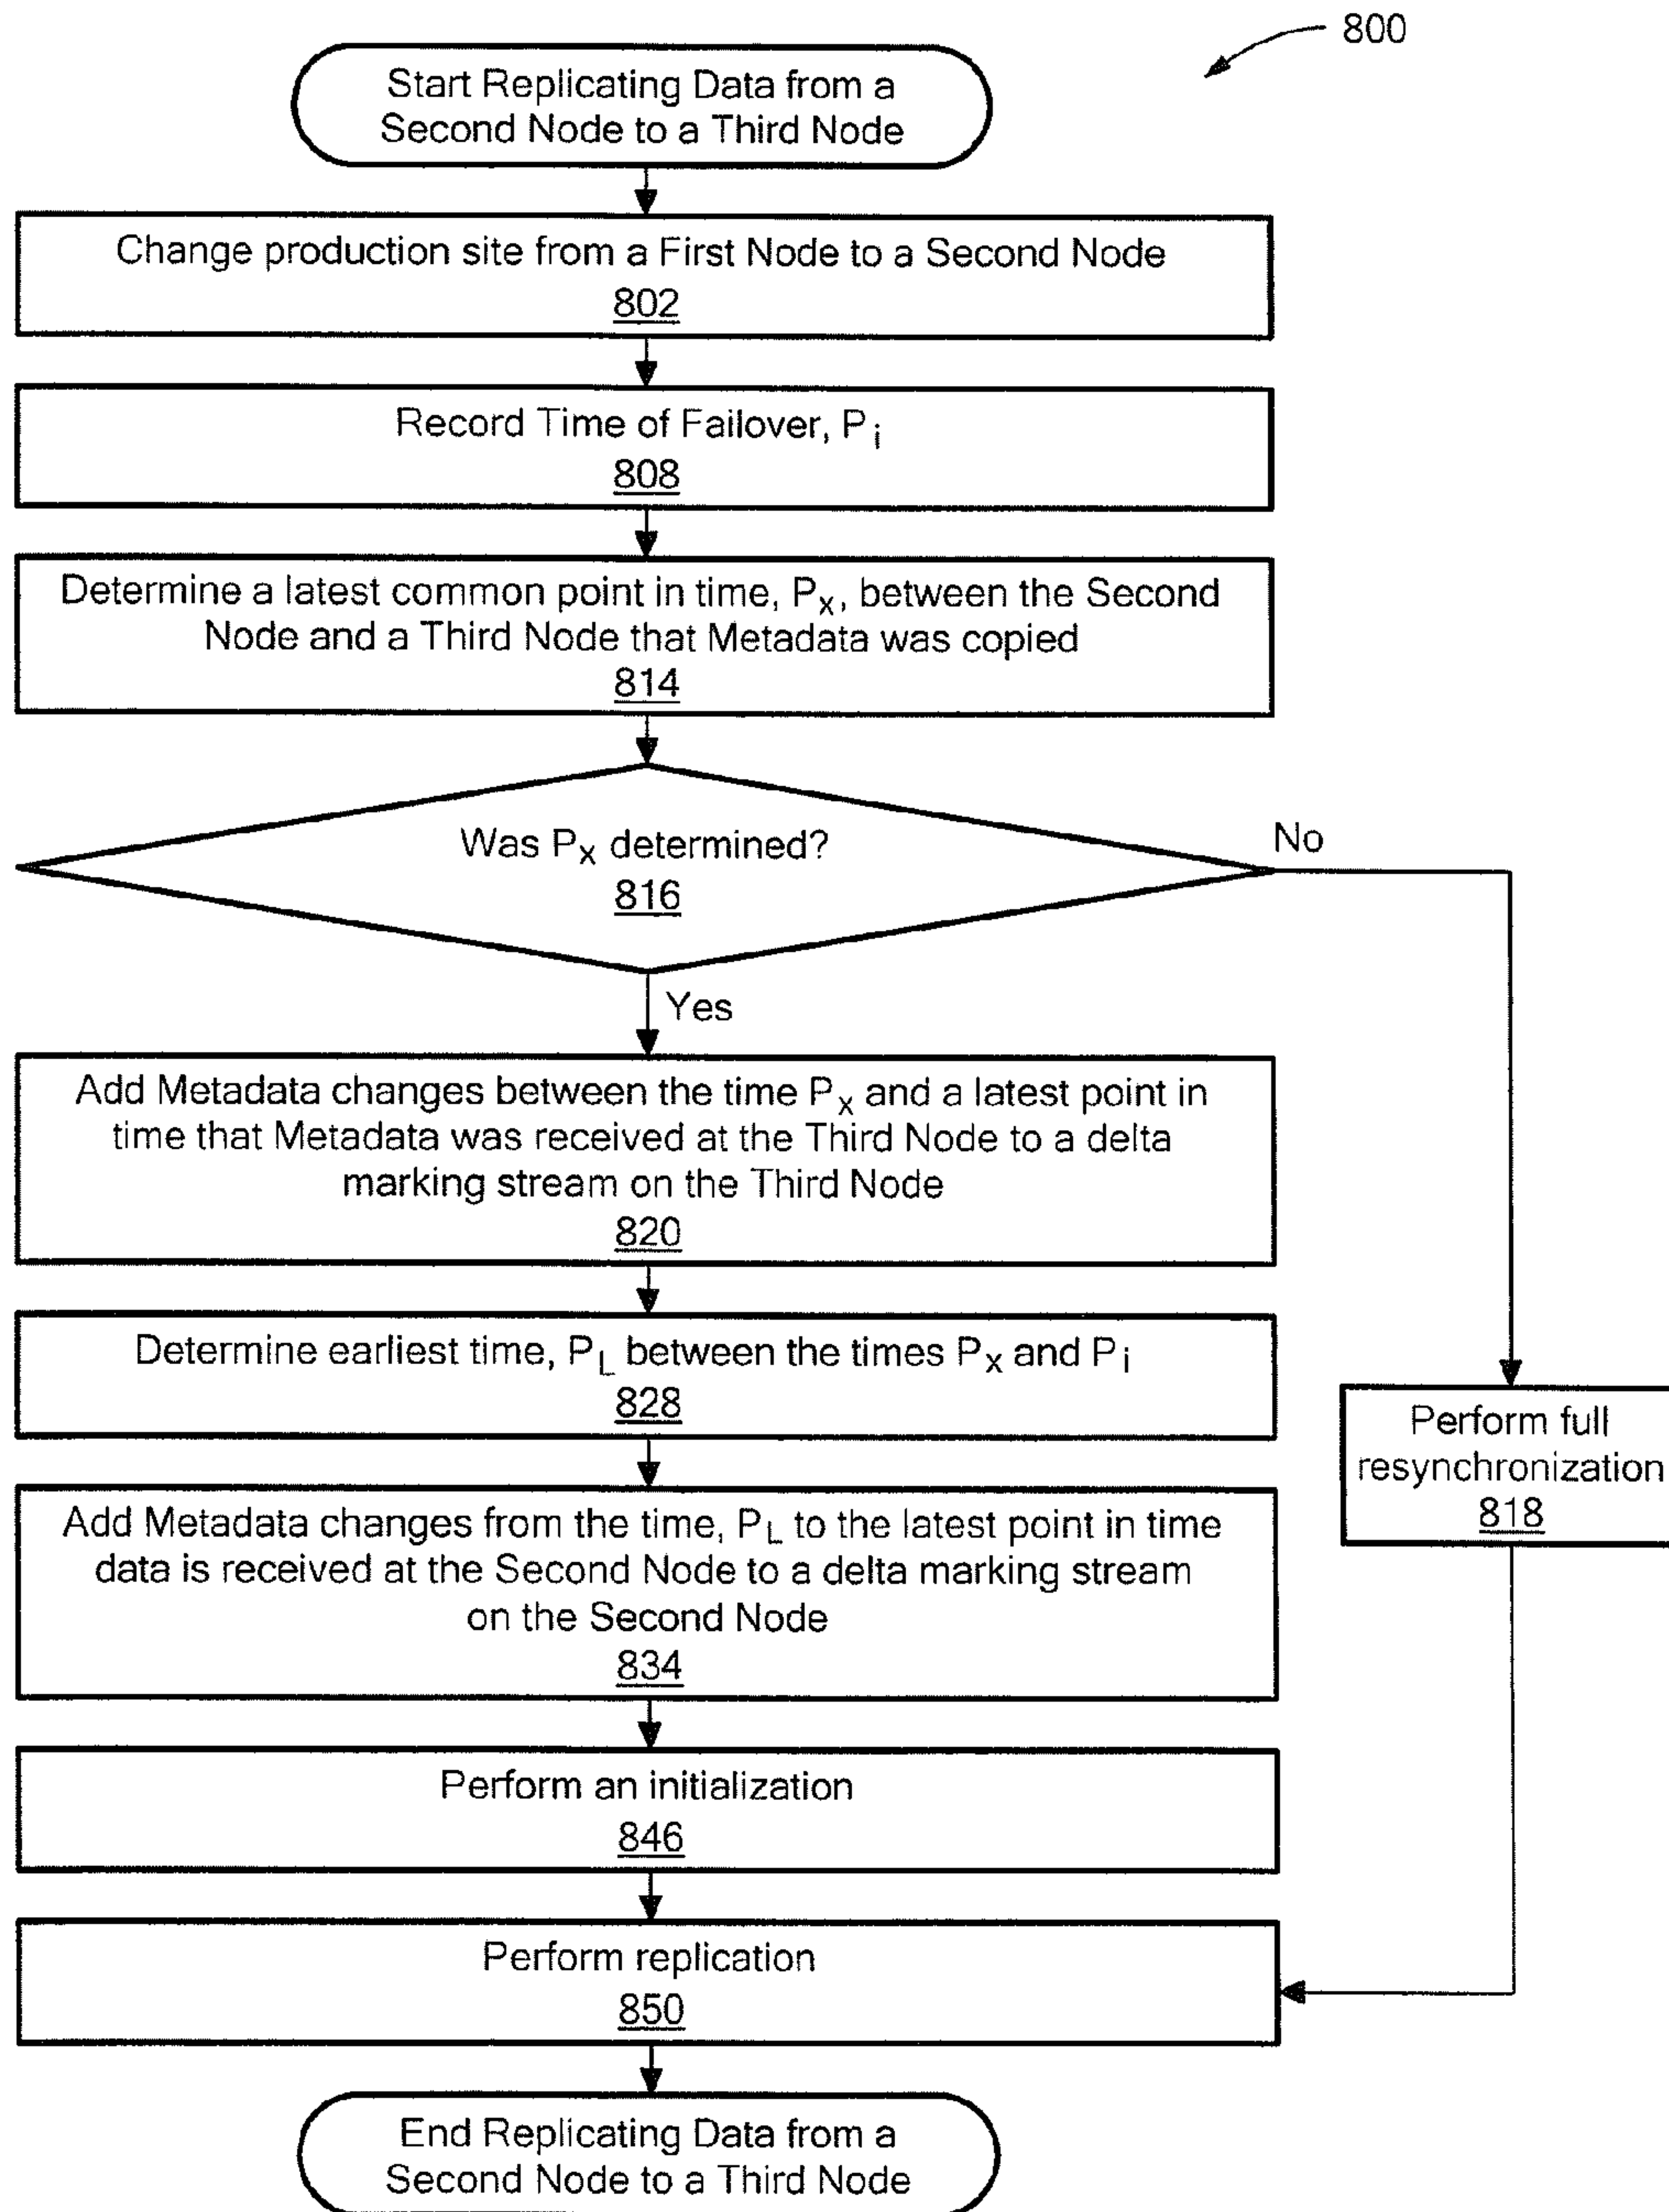 800
Start Replicating Data from a
Second Node to a Third Node
Change production site from a First Node to a Second Node
802
Record Time of Failover, Pi
808
Determine a latest common point in time, Px, between the Second
Node and a Third Node that Metadata was copied
814
Was Px determined?
816
No
Yes
Add Metadata changes between the time Px and a latest point in
time that Metadata was received at the Third Node to a delta
marking stream on the Third Node
820
Determine earliest time, PL between the times Px and Pi
828
Perform full
resynchronization
818
Add Metadata changes from the time, PL to the latest point in time
data is received at the Second Node to a delta marking stream
on the Second Node
834
Perform an initialization
846
Perform replication
850
End Replicating Data from a
Second Node to a Third Node